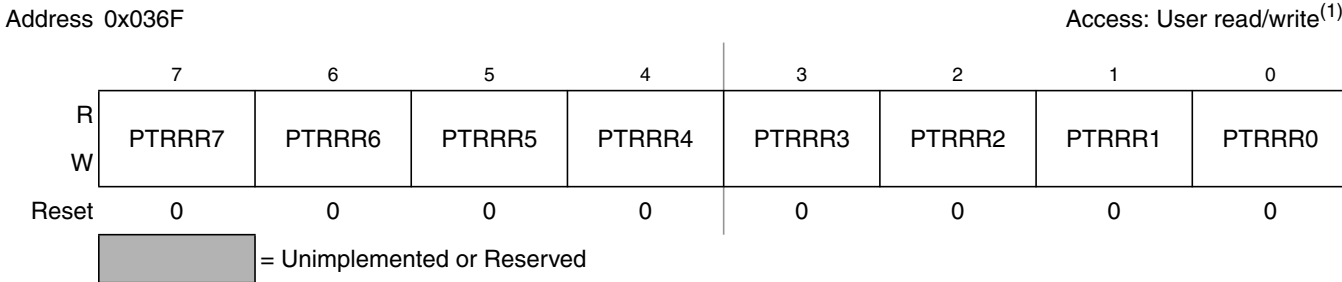 Address 0x036F Access: User read/write(1)
7 6 5 4 3 2 1 0
R
PTRRR7 PTRRR6 PTRRR5 PTRRR4 PTRRR3 PTRRR2 PTRRR1 PTRRR0
W
Reset 0 0 0 0 0 0 0 0
= Unimplemented or Reserved